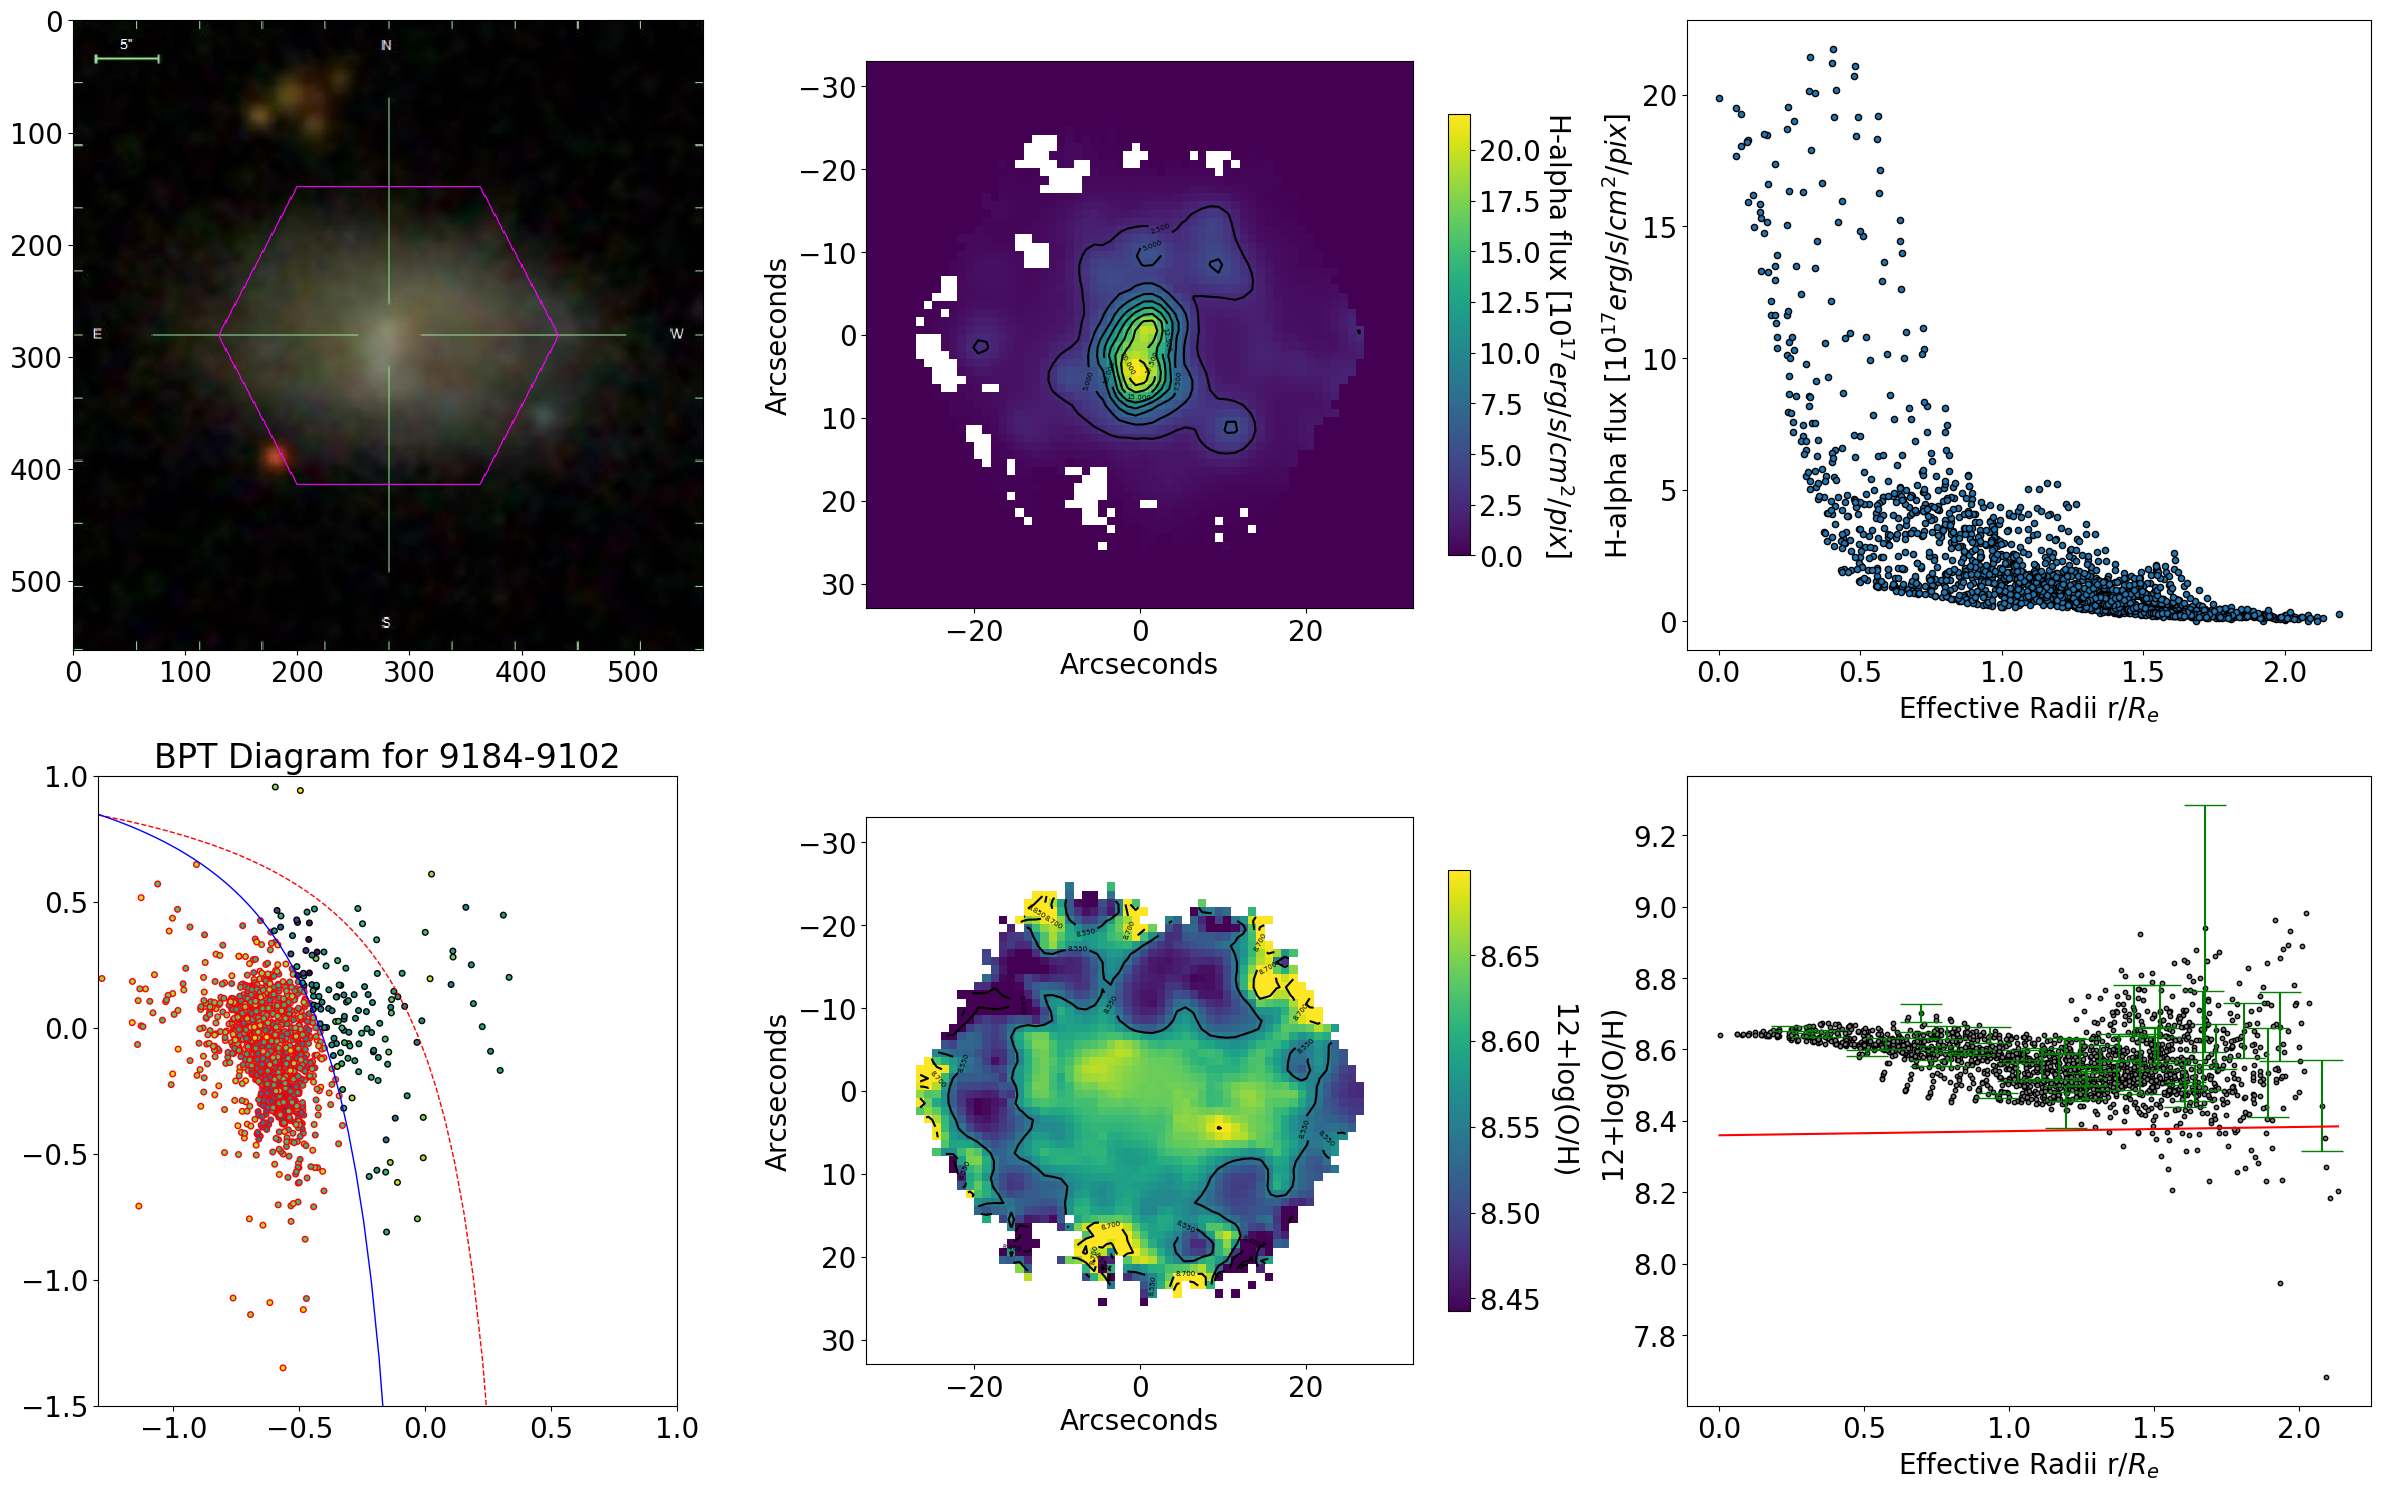 0
100
200
300
400
500
0 100 200 300 400 500
5"
N
E
W
S
−30
−20
−10
0
10
20
30
−20 0 20
Arcseconds
Arcseconds
20.0
17.5
15.0
12.5
10.0
7.5
5.0
2.5
0.0
H-alpha flux [10^17 erg/s/cm^2/pix]
H-alpha flux [10^17 erg/s/cm^2/pix]
20
15
10
5
0
0.0 0.5 1.0 1.5 2.0
Effective Radii r/R_e
BPT Diagram for 9184-9102
1.0
0.5
0.0
−0.5
−1.0
−1.5
−1.0 −0.5 0.0 0.5 1.0
−30
−20
−10
0
10
20
30
−20 0 20
Arcseconds
Arcseconds
8.65
8.60
8.55
8.50
8.45
12+log(O/H)
12+log(O/H)
9.2
9.0
8.8
8.6
8.4
8.2
8.0
7.8
0.0 0.5 1.0 1.5 2.0
Effective Radii r/R_e